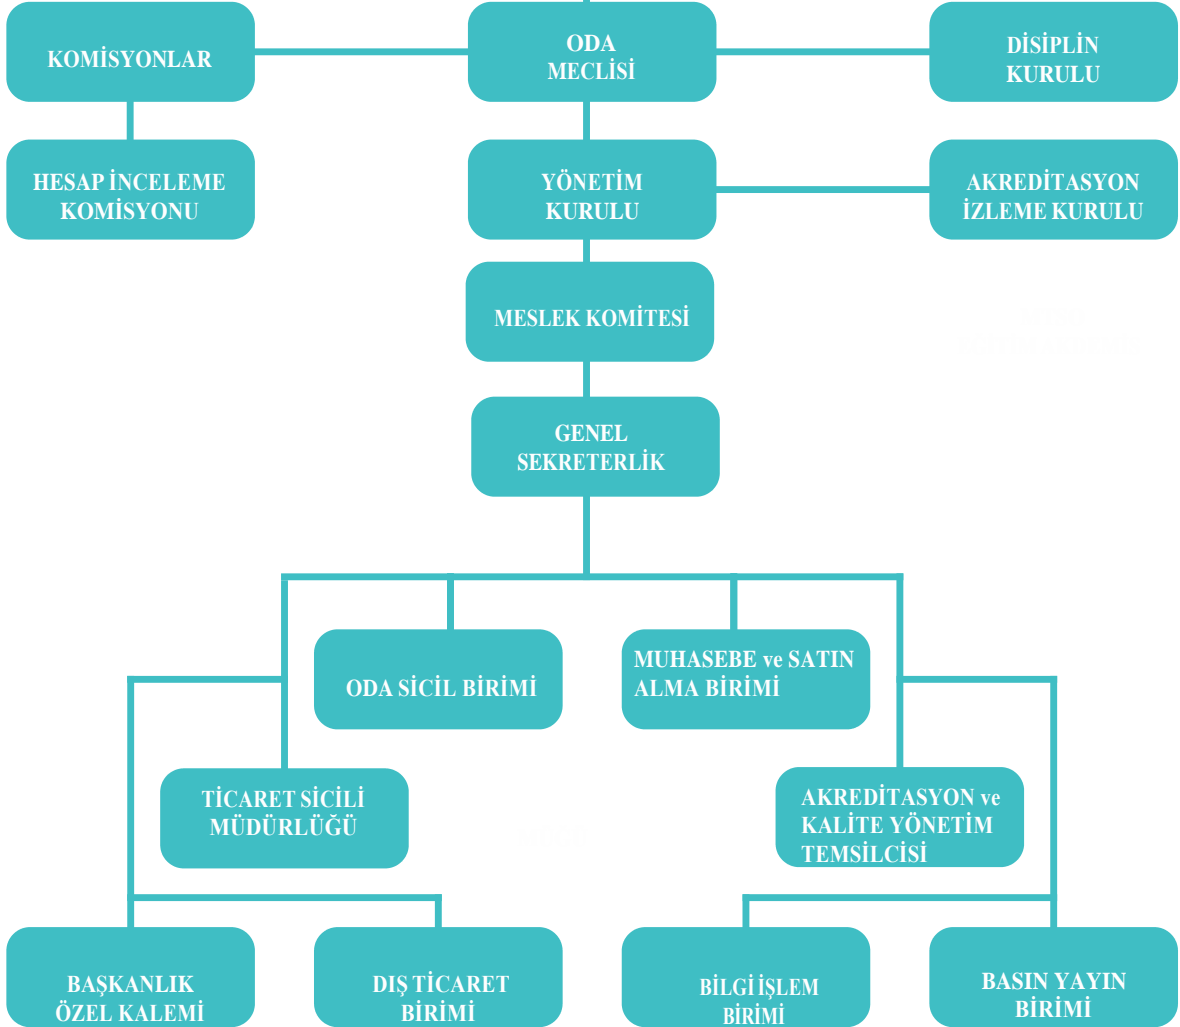 KOMİSYONLAR
ODA
MECLİSİ
DİSİPLİN
KURULU
HESAP İNCELEME
KOMİSYONU
YÖNETİM
KURULU
AKREDİTASYON
İZLEME KURULU
MESLEK KOMİTESİ
GENEL
SEKRETERLİK
ODA SİCİL BİRİMİ
MUHASEBE ve SATIN
ALMA BİRİMİ
TİCARET SİCİLİ
MÜDÜRLÜĞÜ
AKREDİTASYON ve
KALİTE YÖNETİM
TEMSİLCİSİ
BAŞKANLIK
ÖZEL KALEMİ
DIŞ TİCARET
BİRİMİ
BİLGİ İŞLEM
BİRİMİ
BASIN YAYIN
BİRİMİ